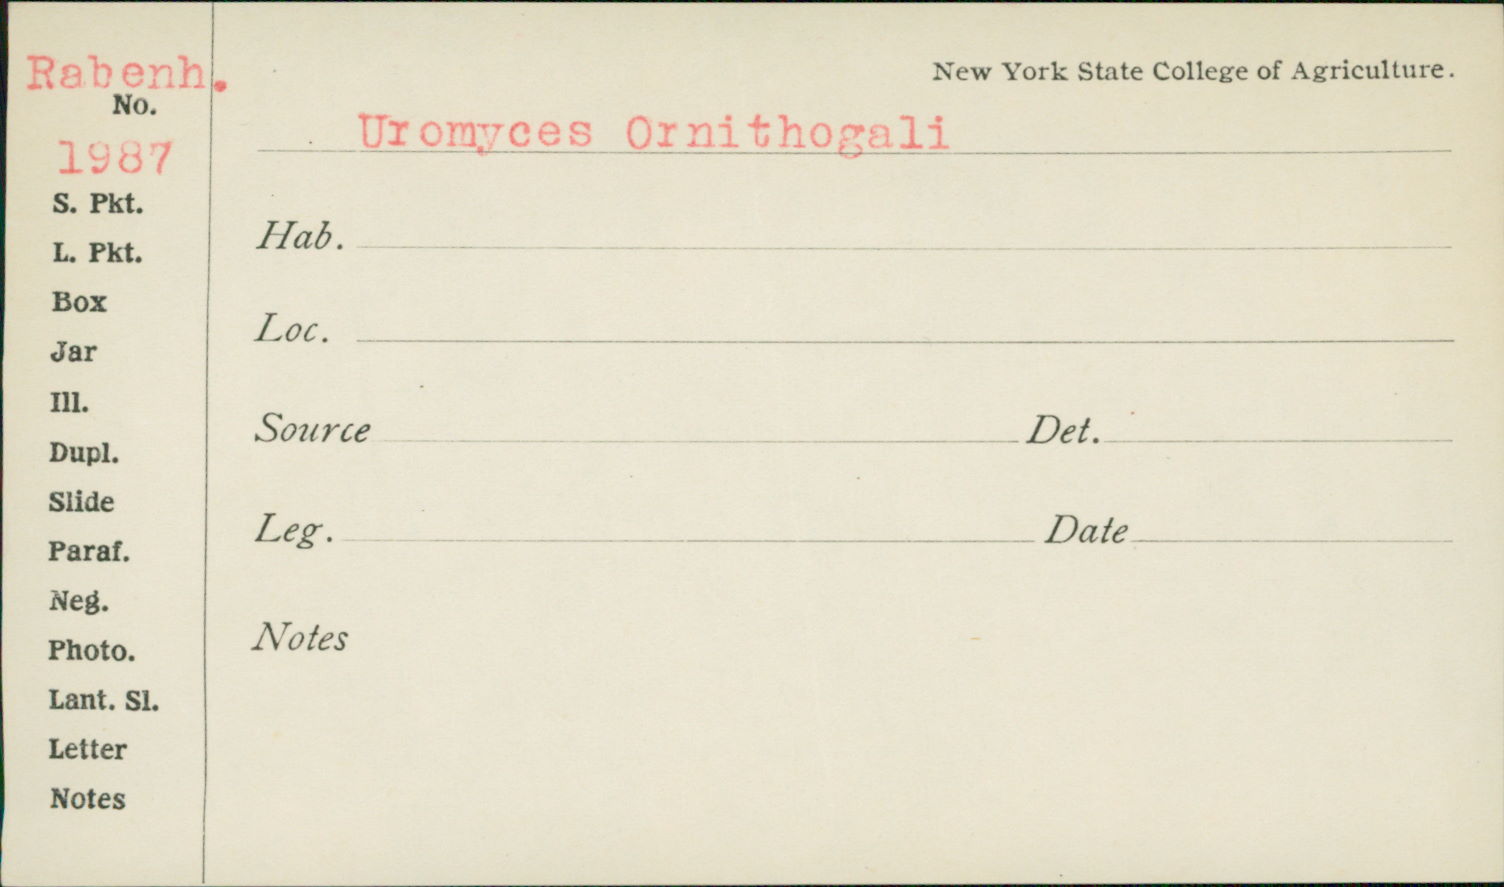 Rabenh.
No.
1987
S. Pkt.
L. Pkt.
Box
Jar
Ill.
Dupl.
Slide
Paraf.
Neg.
Photo.
Lant. Sl.
Letter
Notes
New York State College of Agriculture.
Uromyces Ornithogali
Hab.
Loc.
Source Det.
Leg. Date
Notes